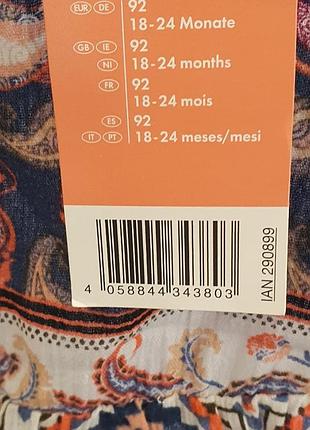 EUR DE 92
18-24 Monate
GB IE 92
NI 18-24 months
FR 92
18-24 mois
ES 92
IT PT 18-24 meses/mesi
4 058844 343803
IAN 290899